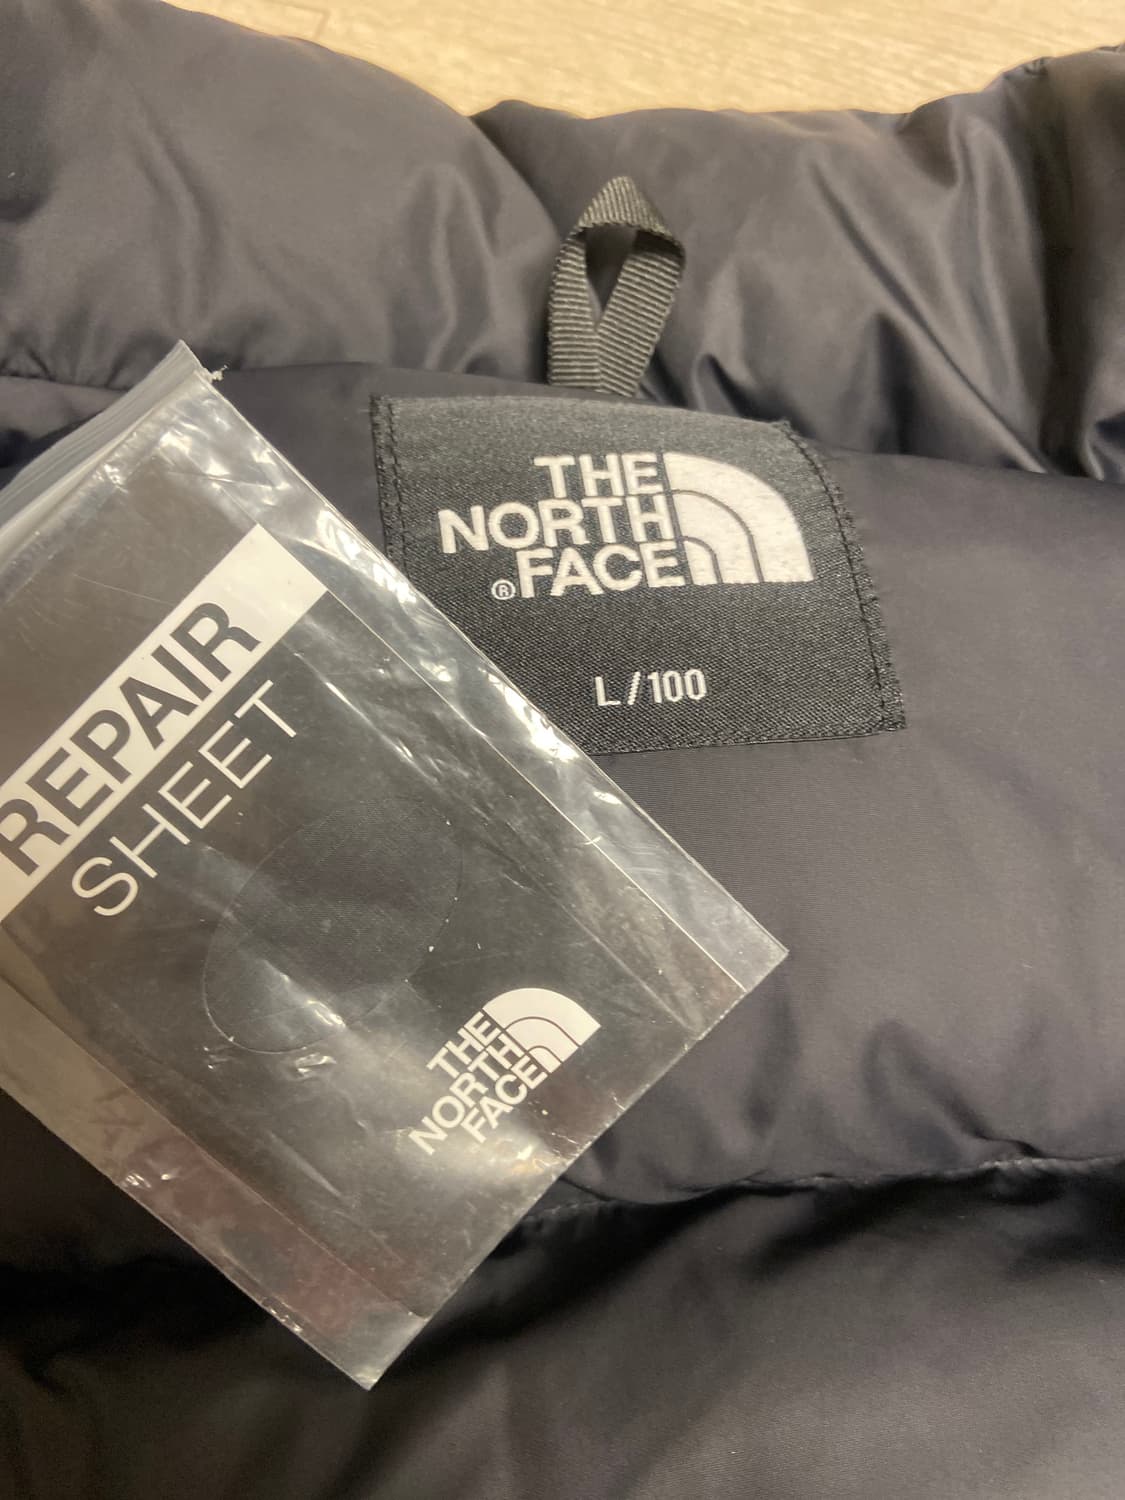 THE
NORTH
FACE
®
L/100
REPAIR
SHEET
THE
NORTH
FACE